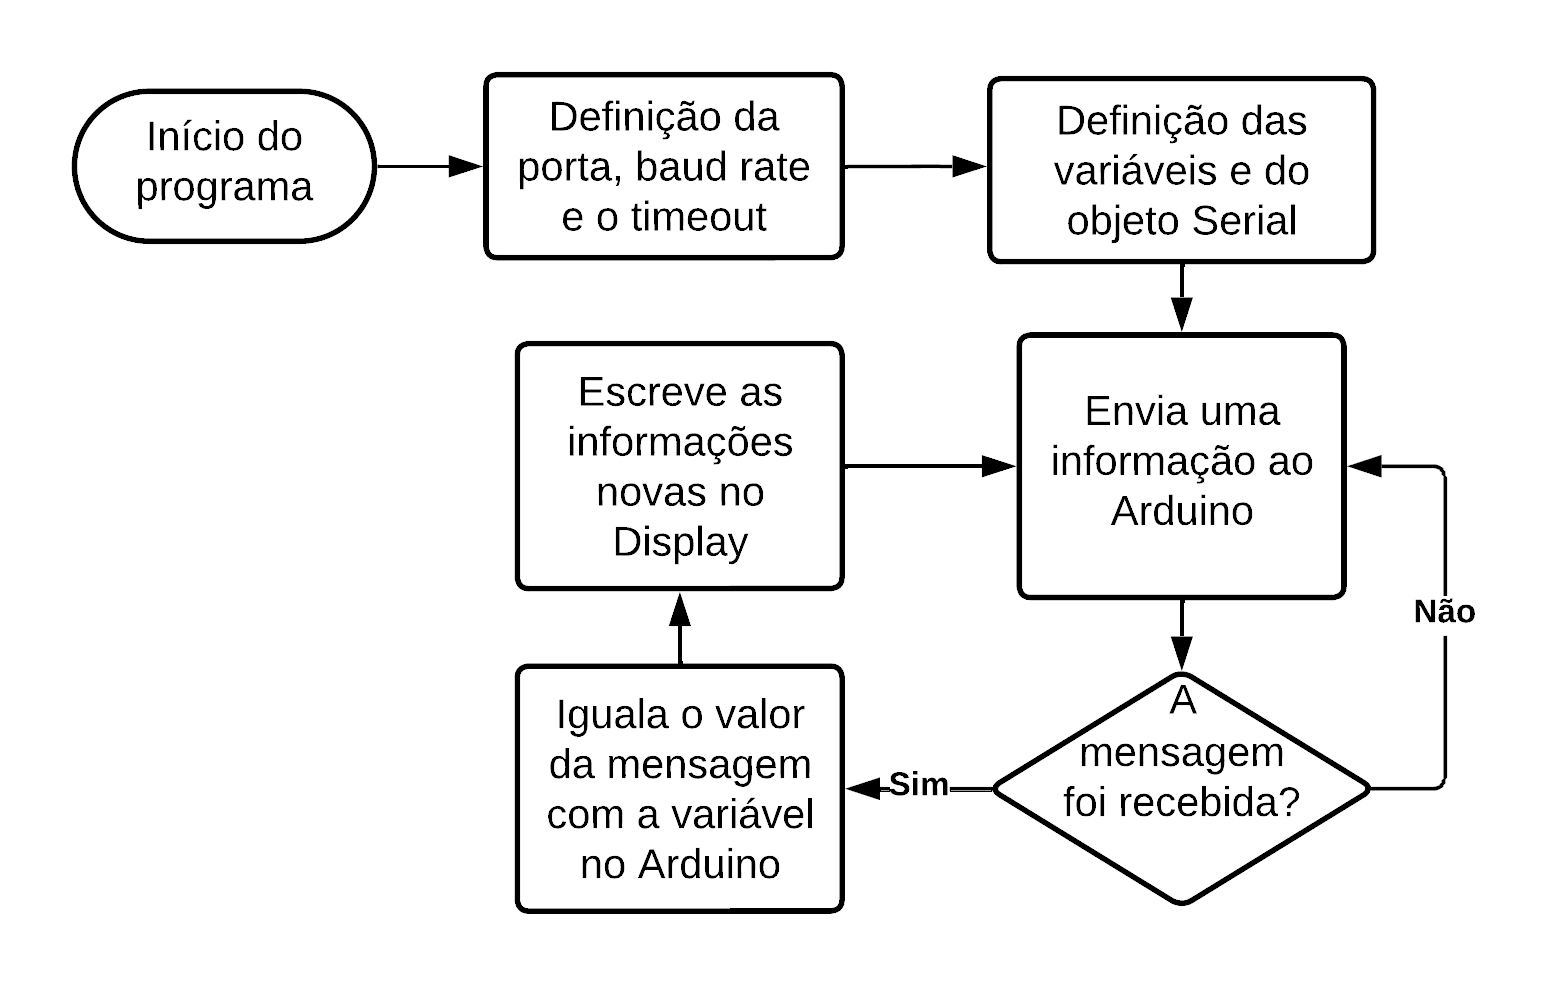 Início do
programa
Definição da
porta, baud rate
e o timeout
Definição das
variáveis e do
objeto Serial
Envia uma
informação ao
Arduino
A
mensagem
foi recebida?
Não
Sim
Iguala o valor
da mensagem
com a variável
no Arduino
Escreve as
informações
novas no
Display